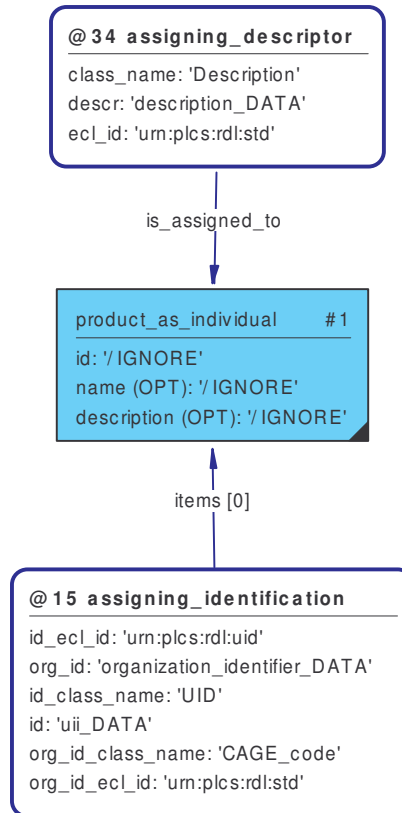 @34 assigning_descriptor
class_name: 'Description'
descr: 'description_DATA'
ecl_id: 'urn:plcs:rdl:std'
is_assigned_to
product_as_individual #1
id: '/IGNORE'
name (OPT): '/IGNORE'
description (OPT): '/IGNORE'
items [0]
@15 assigning_identification
id_ecl_id: 'urn:plcs:rdl:uid'
org_id: 'organization_identifier_DATA'
id_class_name: 'UID'
id: 'uii_DATA'
org_id_class_name: 'CAGE_code'
org_id_ecl_id: 'urn:plcs:rdl:std'